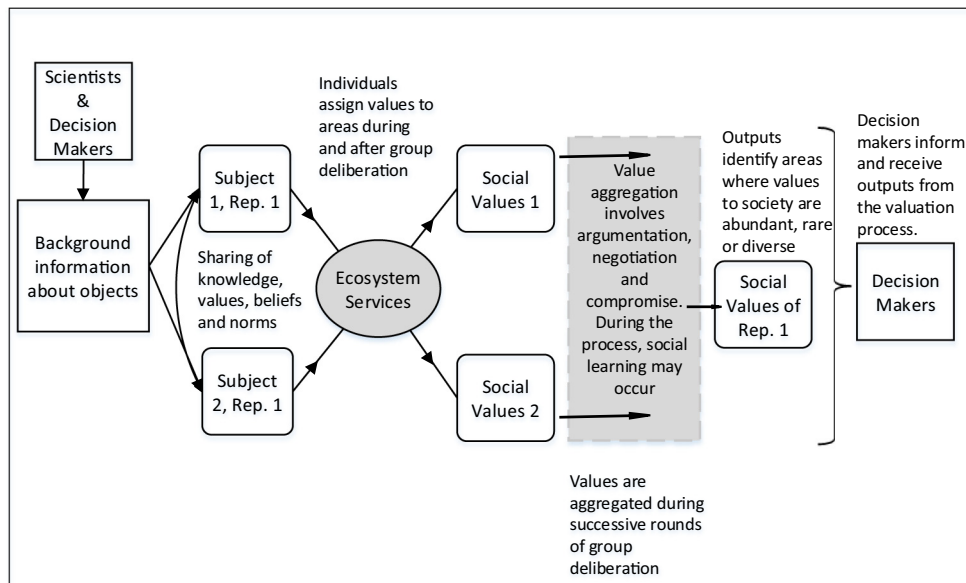 Scientists
&
Decision
Makers
Background
information
about objects
Subject
1, Rep. 1
Sharing of
knowledge,
values, beliefs
and norms
Subject
2, Rep. 1
Individuals
assign values to
areas during
and after group
deliberation
Ecosystem
Services
Social
Values 1
Social
Values 2
Value
aggregation
involves
argumentation,
negotiation
and
compromise.
During the
process, social
learning may
occur
Values are
aggregated during
successive rounds
of group
deliberation
Outputs
identify areas
where values
to society are
abundant, rare
or diverse
Social
Values of
Rep. 1
Decision
makers inform
and receive
outputs from
the valuation
process.
Decision
Makers